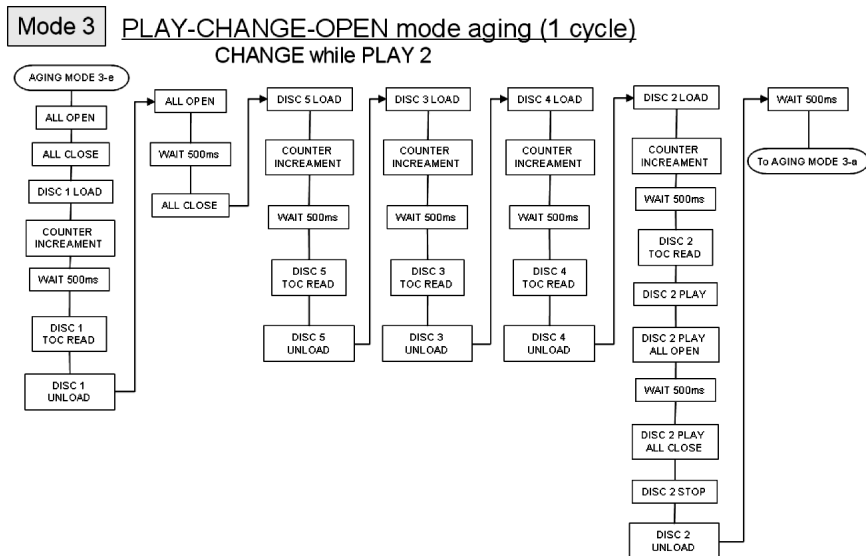 Mode 3
PLAY-CHANGE-OPEN mode aging (1 cycle)
CHANGE while PLAY 2
AGING MODE 3-e
ALL OPEN
ALL CLOSE
DISC 1 LOAD
COUNTER
INCREAMENT
WAIT 500ms
DISC 1
TOC READ
DISC 1
UNLOAD
ALL OPEN
WAIT 500ms
ALL CLOSE
DISC 5 LOAD
COUNTER
INCREAMENT
WAIT 500ms
DISC 5
TOC READ
DISC 5
UNLOAD
DISC 3 LOAD
COUNTER
INCREAMENT
WAIT 500ms
DISC 3
TOC READ
DISC 3
UNLOAD
DISC 4 LOAD
COUNTER
INCREAMENT
WAIT 500ms
DISC 4
TOC READ
DISC 4
UNLOAD
DISC 2 LOAD
COUNTER
INCREAMENT
WAIT 500ms
DISC 2
TOC READ
DISC 2 PLAY
DISC 2 PLAY
ALL OPEN
WAIT 500ms
DISC 2 PLAY
ALL CLOSE
DISC 2 STOP
DISC 2
UNLOAD
WAIT 500ms
To AGING MODE 3-a